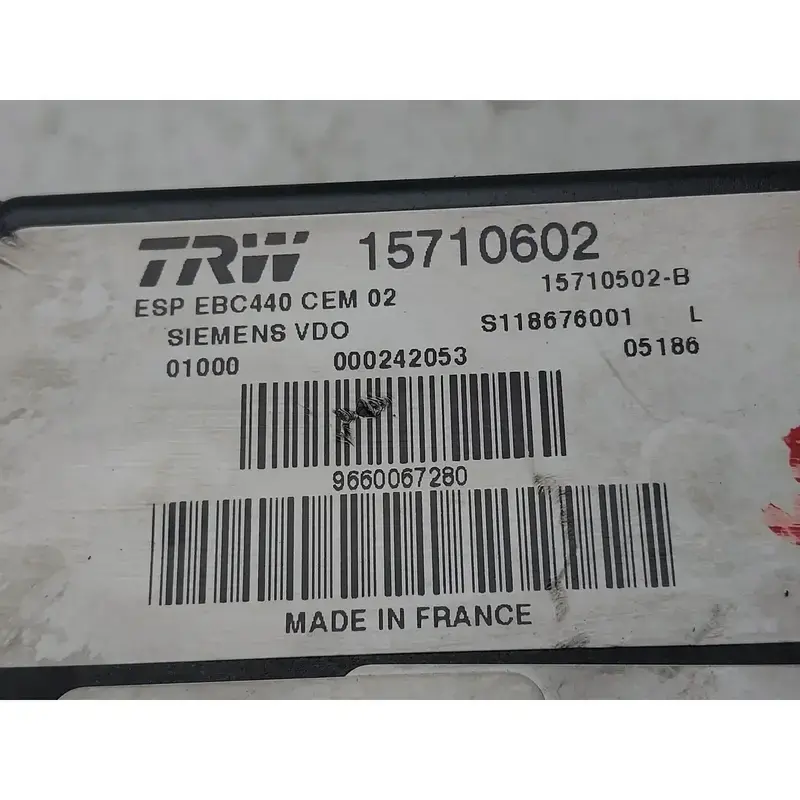 TRW 15710602
ESP EBC440 CEM 02 15710502-B
SIEMENS VDO S118676001 L
01000 000242053 05186
9660067280
MADE IN FRANCE